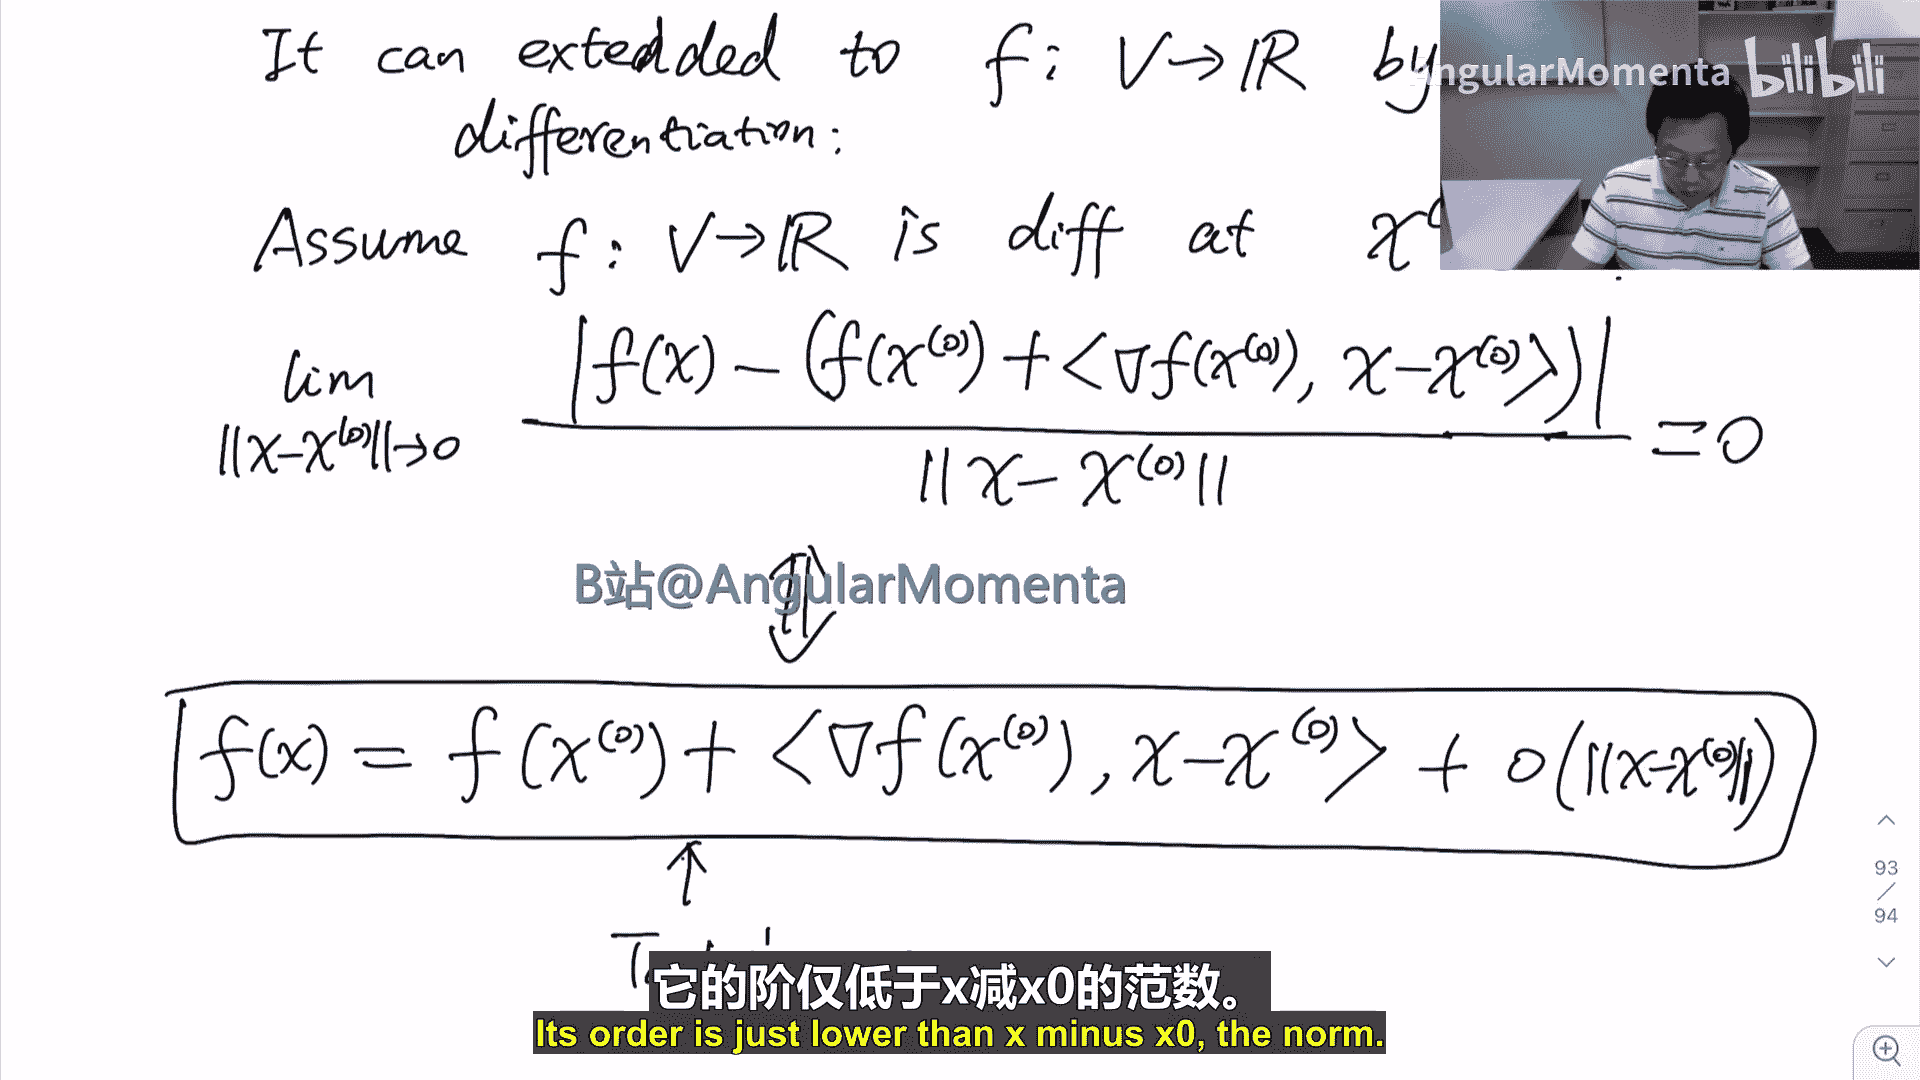 It can extedded to f: V→ℝ by
AngularMomenta bilibili
differentiation:
Assume f: V→ℝ is diff at x
lim |f(x) − (f(x⁽⁰⁾) + <∇f(x⁽⁰⁾), x−x⁽⁰⁾>)| = 0
||x−x⁽⁰⁾||→0 ||x − x⁽⁰⁾||
B站@AngularMomenta
⇕
f(x) = f(x⁽⁰⁾) + <∇f(x⁽⁰⁾), x−x⁽⁰⁾> + o(||x−x⁽⁰⁾||)
↑
93
/
94
它的阶仅低于x减x0的范数。
Its order is just lower than x minus x0, the norm.